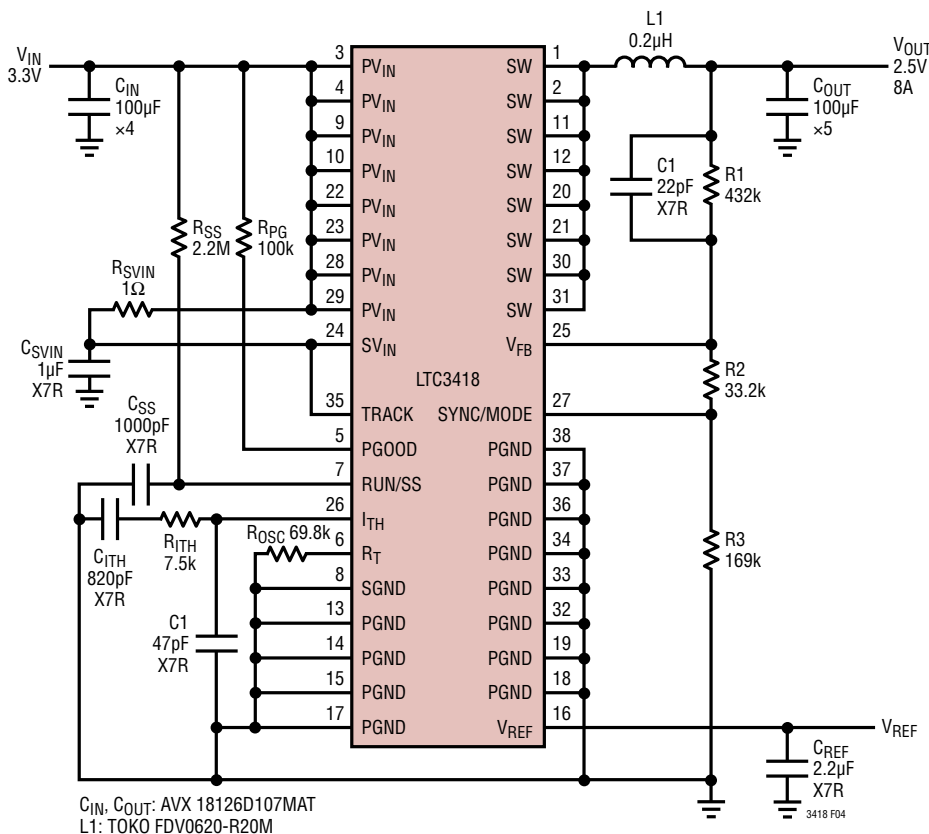 L1
0.2µH
VIN
3.3V
CIN
100µF
×4
VOUT
2.5V
8A
COUT
100µF
×5
C1
22pF
X7R
R1
432k
RSS
2.2M
RPG
100k
RSVIN
1Ω
CSVIN
1µF
X7R
R2
33.2k
CSS
1000pF
X7R
ROSC 69.8k
CITH
820pF
X7R
RITH
7.5k
C1
47pF
X7R
R3
169k
VREF
CREF
2.2µF
X7R
LTC3418
3 PVIN
4 PVIN
9 PVIN
10 PVIN
22 PVIN
23 PVIN
28 PVIN
29 PVIN
24 SVIN
35 TRACK
5 PGOOD
7 RUN/SS
26 ITH
6 RT
8 SGND
13 PGND
14 PGND
15 PGND
17 PGND
SW 1
SW 2
SW 11
SW 12
SW 20
SW 21
SW 30
SW 31
VFB 25
SYNC/MODE 27
PGND 38
PGND 37
PGND 36
PGND 34
PGND 33
PGND 32
PGND 19
PGND 18
VREF 16
CIN, COUT: AVX 18126D107MAT
L1: TOKO FDV0620-R20M
3418 F04